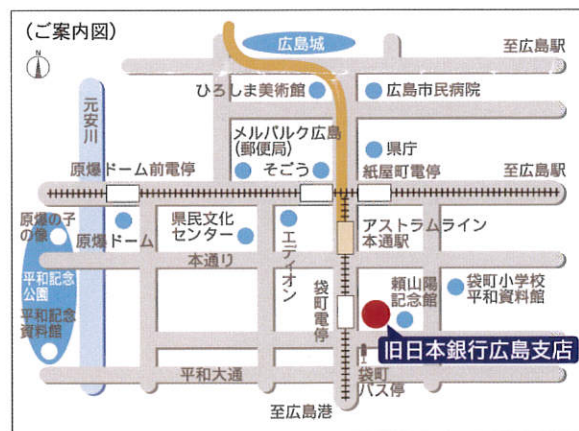 (ご案内図)
N
広島城
至広島駅
ひろしま美術館
広島市民病院
元安川
メルパルク広島
(郵便局)
そごう
県庁
原爆ドーム前電停
紙屋町電停
至広島駅
原爆の子
の像
原爆ドーム
県民文化
センター
エディオン
アストラムライン
本通駅
本通り
平和記念
公園
袋町電停
頼山陽
記念館
袋町小学校
平和資料館
平和記念
資料館
旧日本銀行広島支店
平和大通
袋町
バス停
至広島港